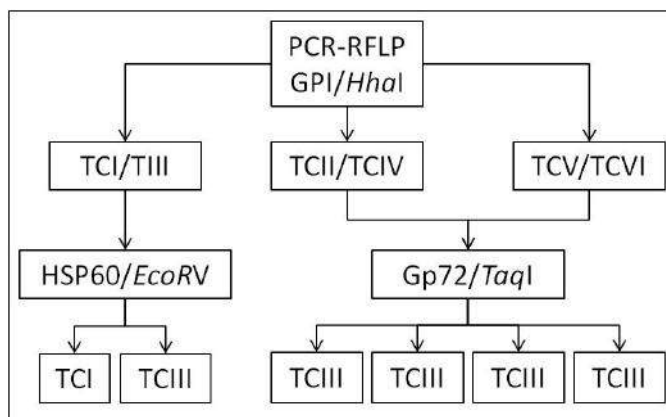 PCR-RFLP
GPI/HhaI
TCI/TIII
TCII/TCIV
TCV/TCVI
HSP60/EcoRV
Gp72/TaqI
TCI
TCIII
TCIII
TCIII
TCIII
TCIII